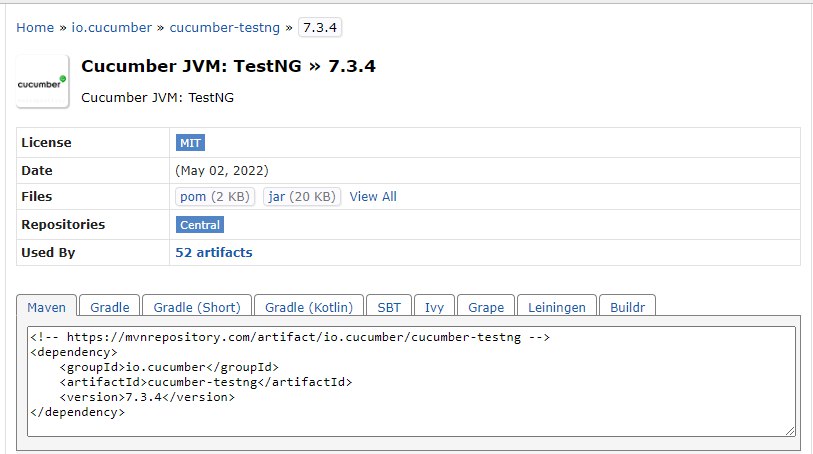 Home » io.cucumber » cucumber-testng » 7.3.4
cucumber
Cucumber JVM: TestNG » 7.3.4
Cucumber JVM: TestNG
License MIT
Date (May 02, 2022)
Files pom (2 KB) jar (20 KB) View All
Repositories Central
Used By 52 artifacts
Maven Gradle Gradle (Short) Gradle (Kotlin) SBT Ivy Grape Leiningen Buildr
<!-- https://mvnrepository.com/artifact/io.cucumber/cucumber-testng -->
<dependency>
    <groupId>io.cucumber</groupId>
    <artifactId>cucumber-testng</artifactId>
    <version>7.3.4</version>
</dependency>